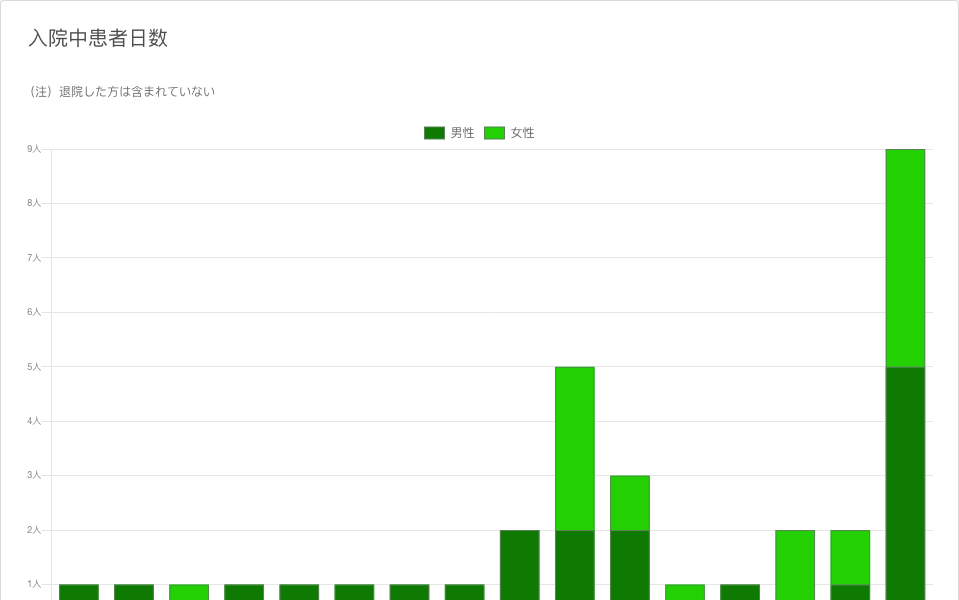 入院中患者日数
（注）退院した方は含まれていない
男性 女性
9人
8人
7人
6人
5人
4人
3人
2人
1人